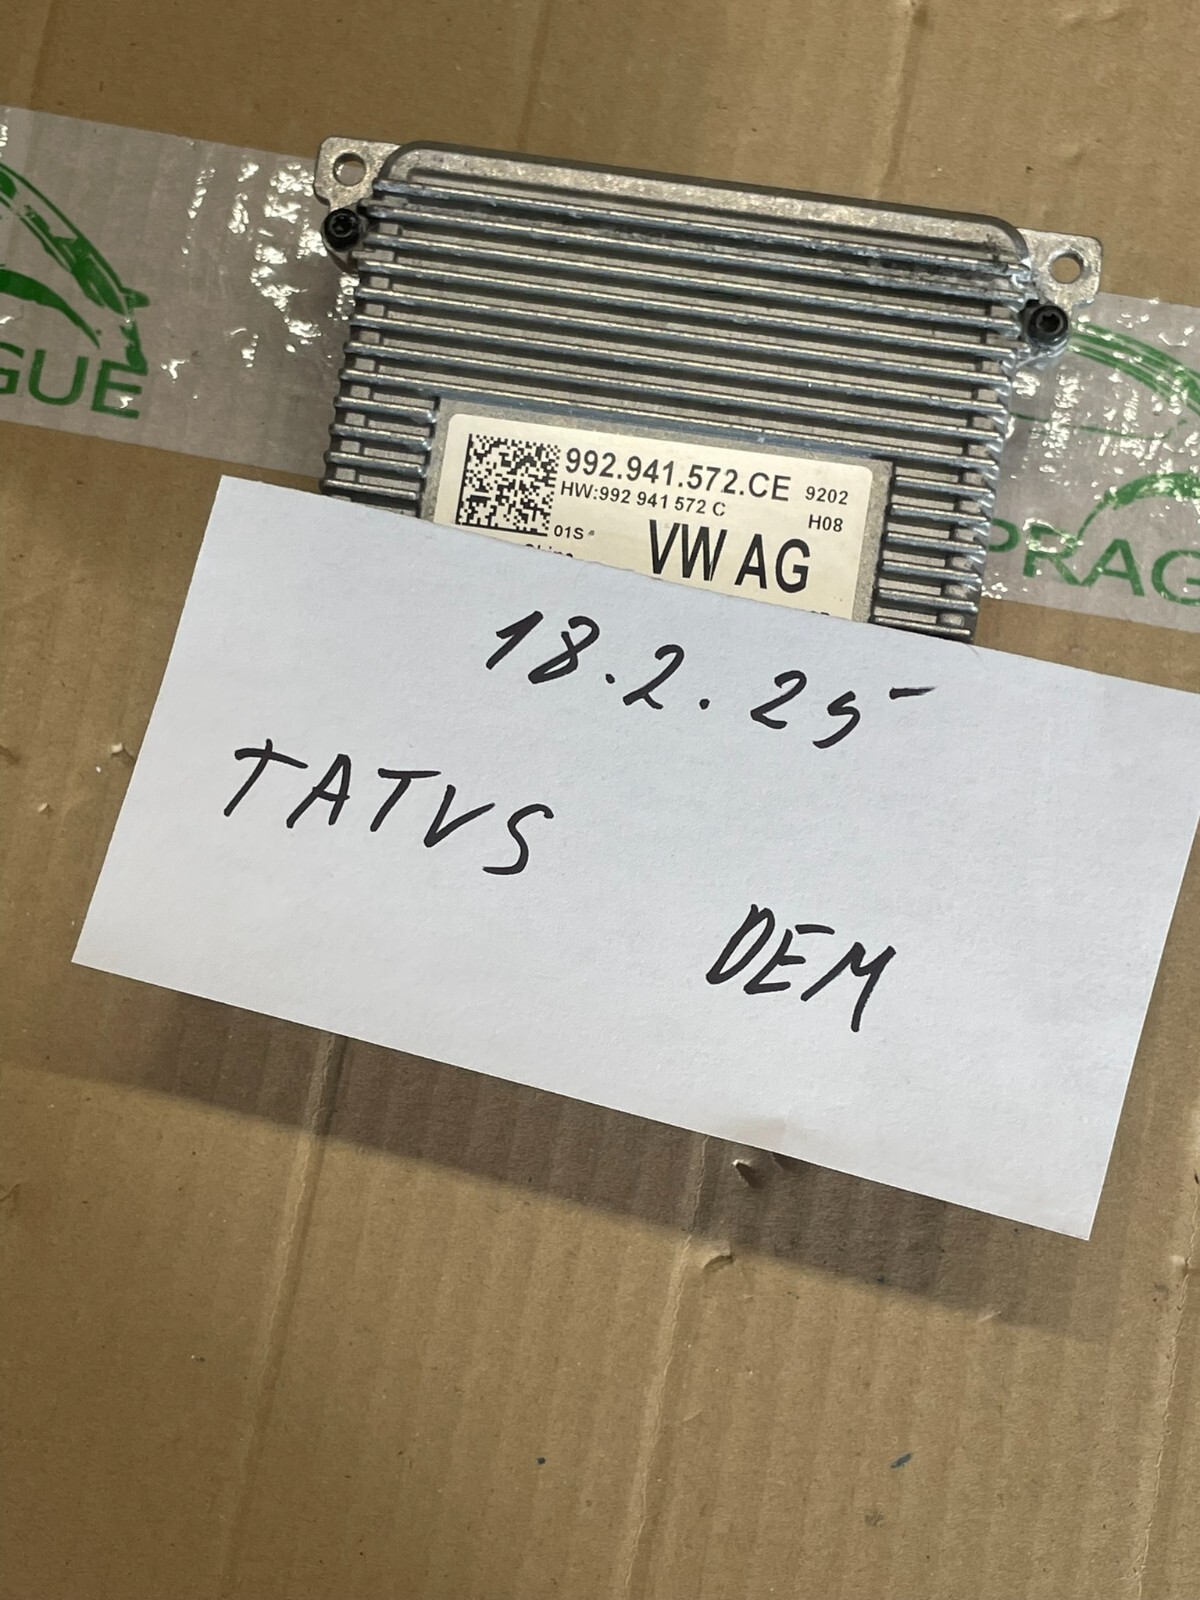 GUE
PRAG
992.941.572.CE 9202
HW:992 941 572 C H08
01S
VW AG
18.2.25
TATVS
DEM